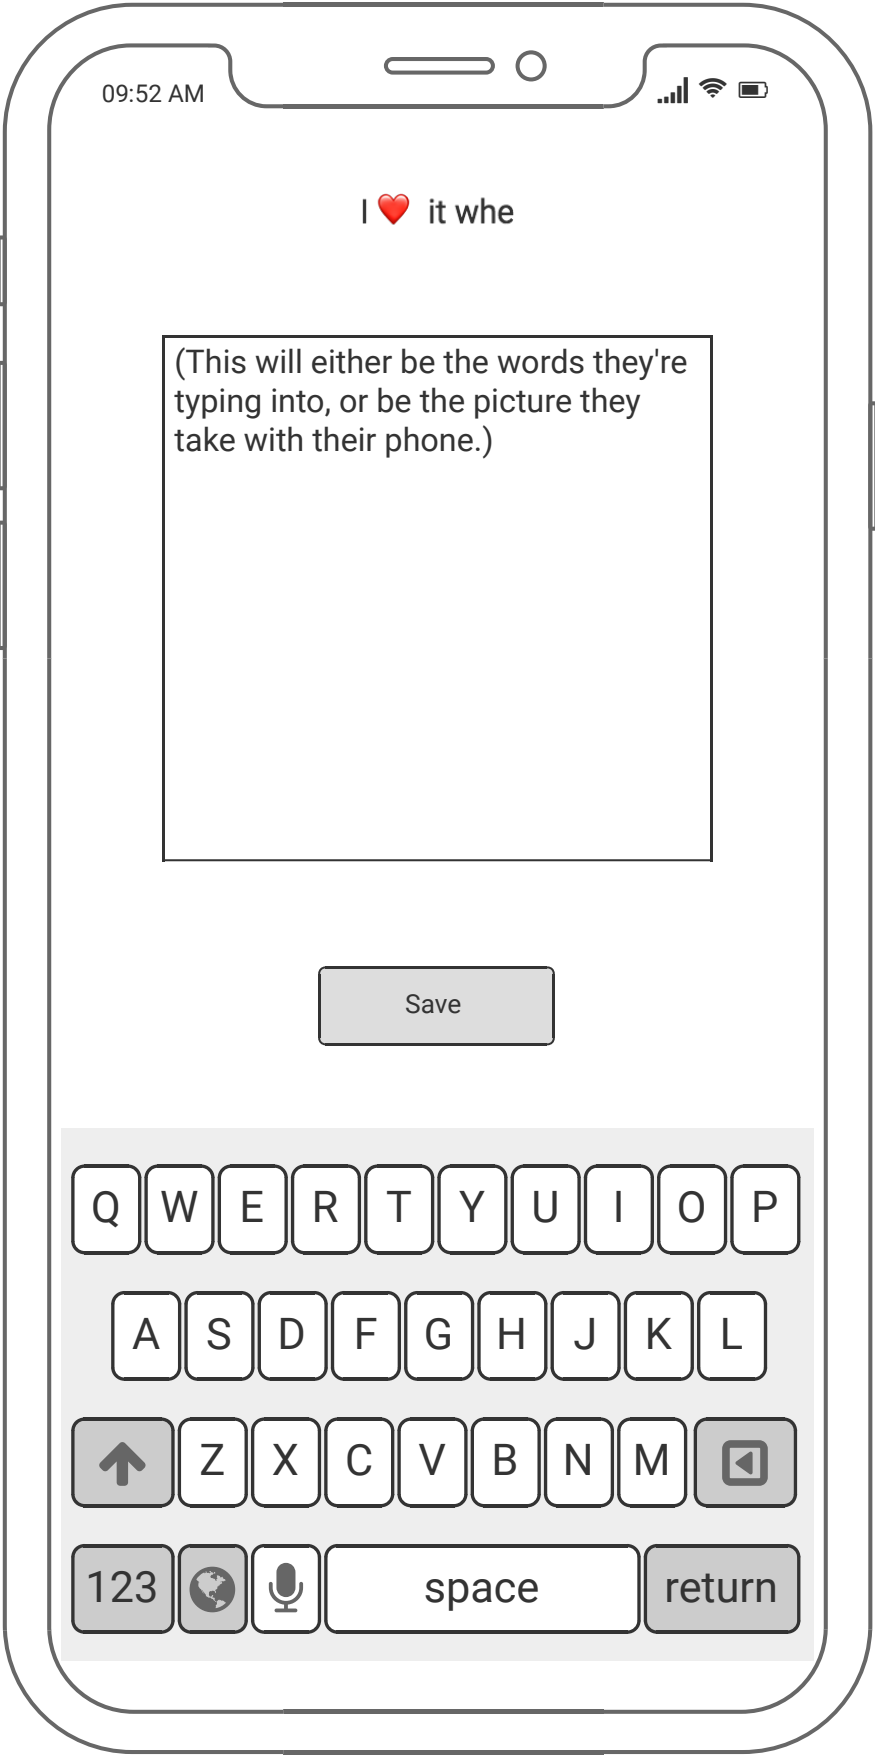 09:52 AM
I ❤️ it whe
(This will either be the words they're
typing into, or be the picture they
take with their phone.)
Save
Q W E R T Y U I O P
A S D F G H J K L
Z X C V B N M
123 space return